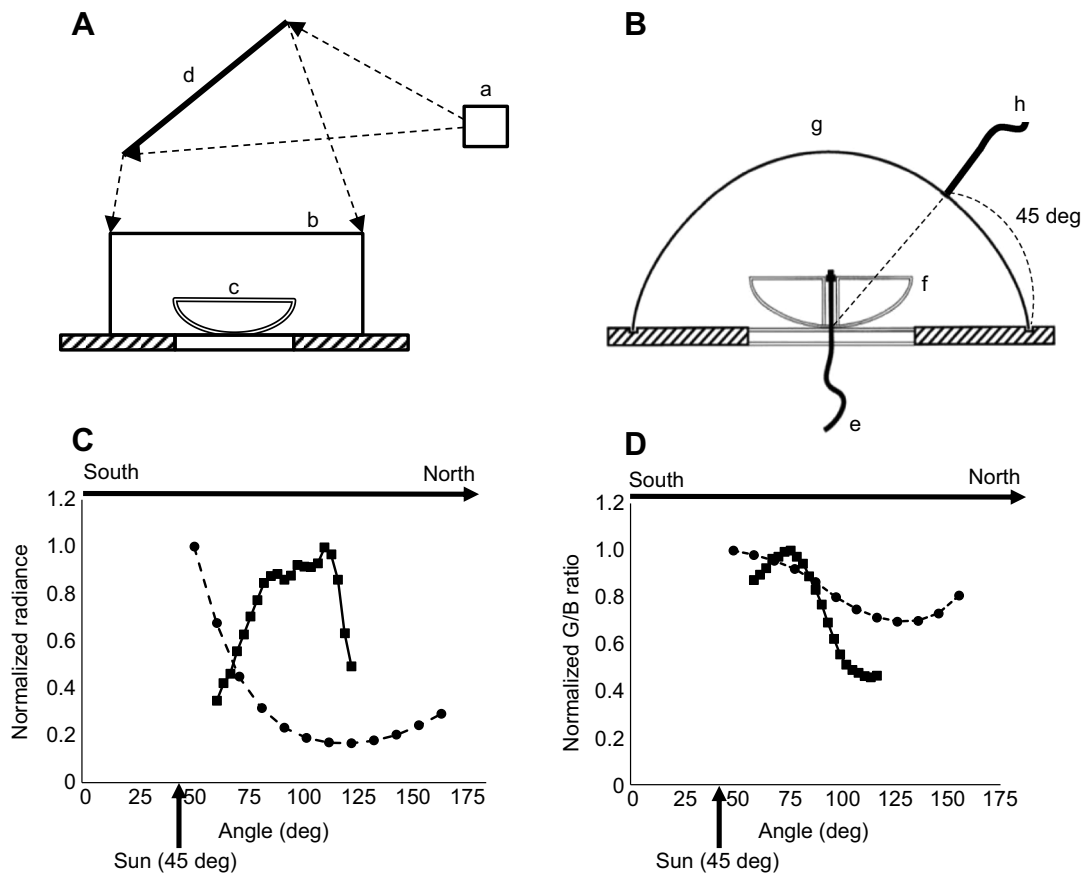 A
B
a
b
c
d
e
f
g
h
45 deg
C
South
North
Normalized radiance
1.2
1.0
0.8
0.6
0.4
0.2
0
0 25 50 75 100 125 150 175
Angle (deg)
Sun (45 deg)
D
South
North
Normalized G/B ratio
1.2
1.0
0.8
0.6
0.4
0.2
0
0 25 50 75 100 125 150 175
Angle (deg)
Sun (45 deg)